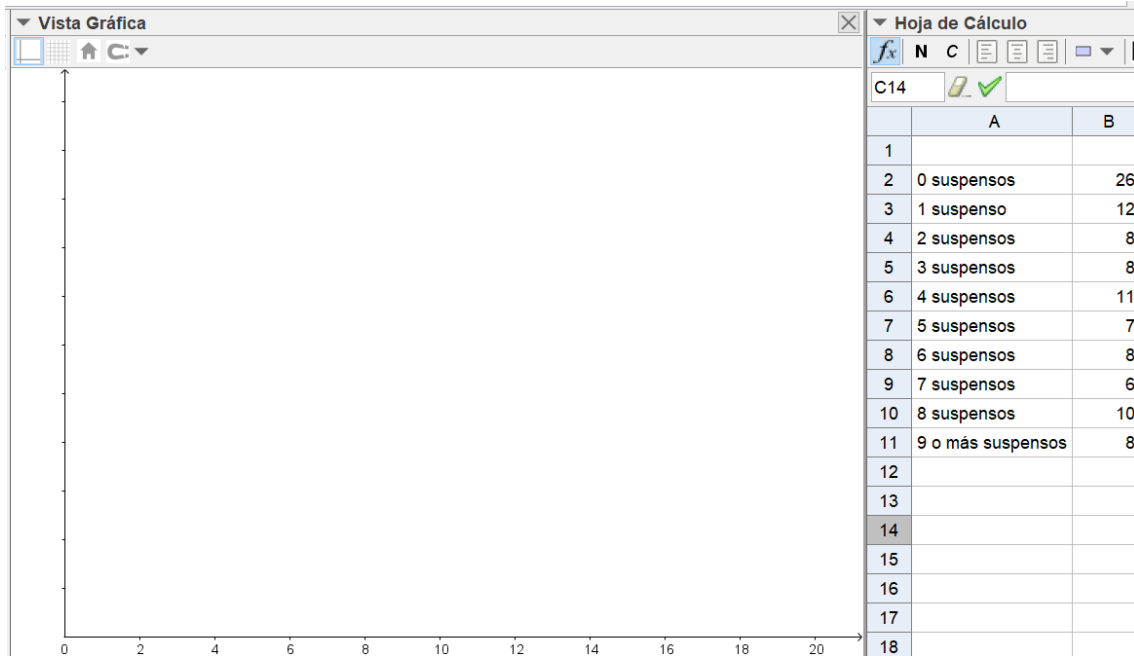 Vista Gráfica
Hoja de Cálculo
fx N C
C14
A B
1
2 0 suspensos 26
3 1 suspenso 12
4 2 suspensos 8
5 3 suspensos 8
6 4 suspensos 11
7 5 suspensos 7
8 6 suspensos 8
9 7 suspensos 6
10 8 suspensos 10
11 9 o más suspensos 8
12
13
14
15
16
17
18
0 2 4 6 8 10 12 14 16 18 20